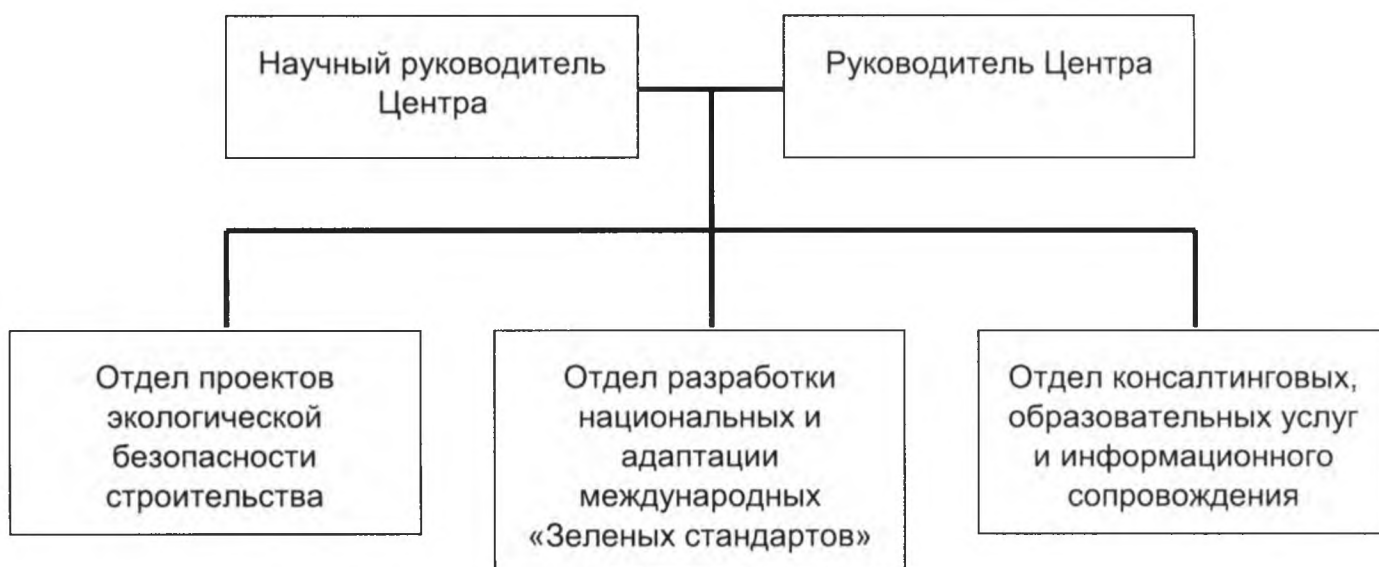 Научный руководитель
Центра
Руководитель Центра
Отдел проектов
экологической
безопасности
строительства
Отдел разработки
национальных и
адаптации
международных
«Зеленых стандартов»
Отдел консалтинговых,
образовательных услуг
и информационного
сопровождения